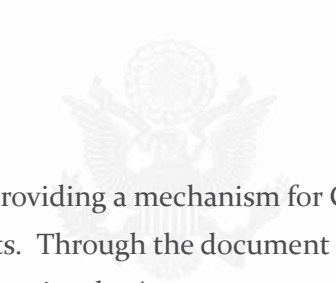 roviding a mechanism for
ts. Through the document